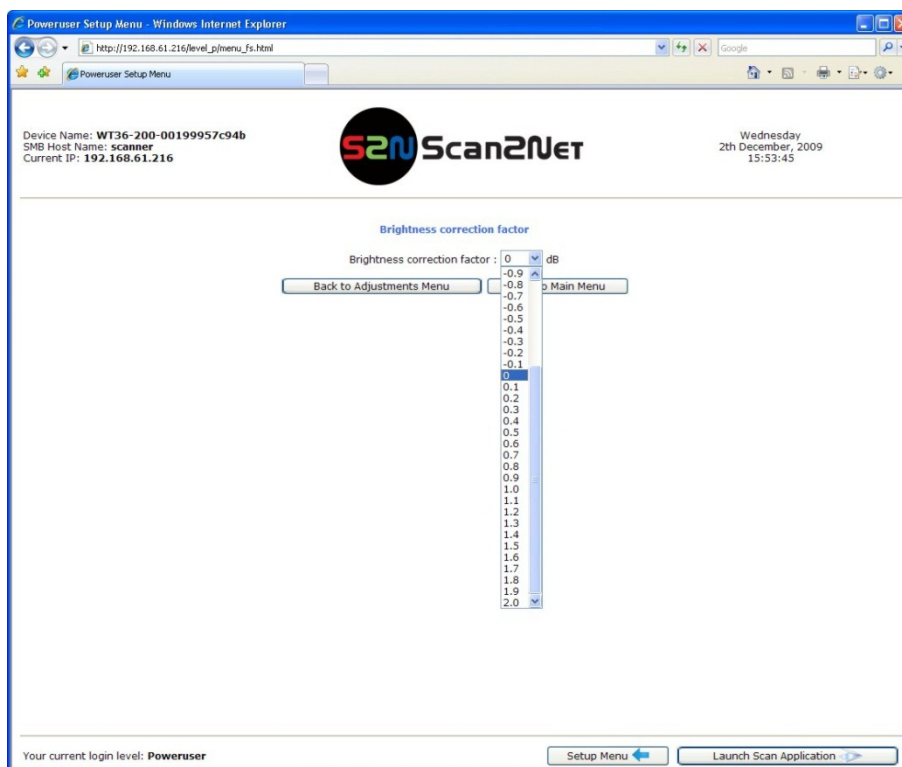 Poweruser Setup Menu - Windows Internet Explorer
http://192.168.61.216/level_p/menu_fs.html
Google
Poweruser Setup Menu
Device Name: WT36-200-00199957c94b
SMB Host Name: scanner
Current IP: 192.168.61.216
S2N Scan2Net
Wednesday
2th December, 2009
15:53:45
Brightness correction factor
Brightness correction factor : 0 dB
Back to Adjustments Menu
o Main Menu
-0.9
-0.8
-0.7
-0.6
-0.5
-0.4
-0.3
-0.2
-0.1
0
0.1
0.2
0.3
0.4
0.5
0.6
0.7
0.8
0.9
1.0
1.1
1.2
1.3
1.4
1.5
1.6
1.7
1.8
1.9
2.0
Your current login level: Poweruser
Setup Menu
Launch Scan Application